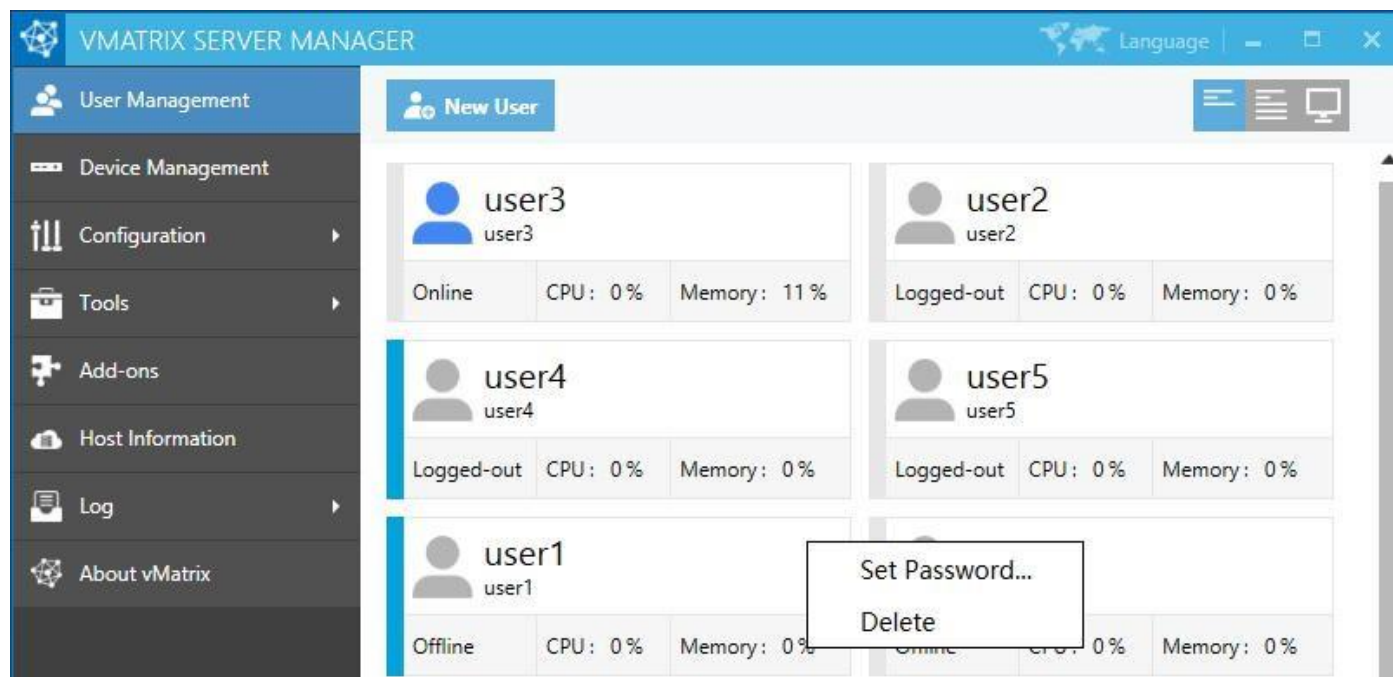 VMATRIX SERVER MANAGER
Language
User Management
Device Management
Configuration
Tools
Add-ons
Host Information
Log
About vMatrix
New User
user3
user3
Online CPU: 0% Memory: 11%
user2
user2
Logged-out CPU: 0% Memory: 0%
user4
user4
Logged-out CPU: 0% Memory: 0%
user5
user5
Logged-out CPU: 0% Memory: 0%
user1
user1
Offline CPU: 0% Memory: 0%
Set Password...
Delete
Offline CPU: 0% Memory: 0%